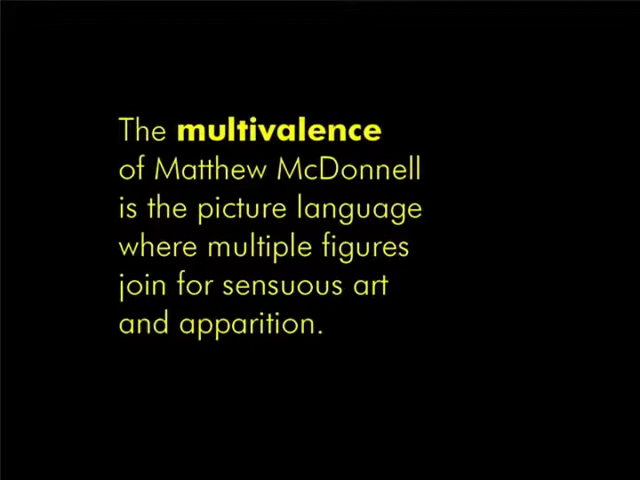 The multivalence
of Matthew McDonnell
is the picture language
where multiple figures
join for sensuous art
and apparition.